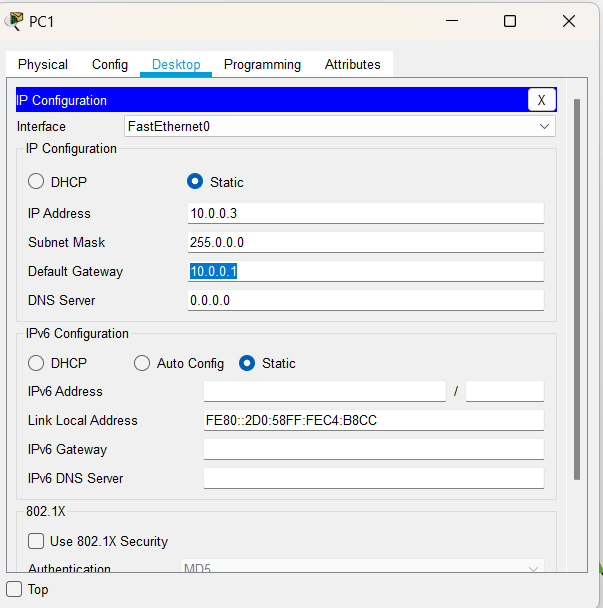 PC1
Physical Config Desktop Programming Attributes
IP Configuration X
Interface FastEthernet0
IP Configuration
DHCP Static
IP Address 10.0.0.3
Subnet Mask 255.0.0.0
Default Gateway 10.0.0.1
DNS Server 0.0.0.0
IPv6 Configuration
DHCP Auto Config Static
IPv6 Address /
Link Local Address FE80::2D0:58FF:FEC4:B8CC
IPv6 Gateway
IPv6 DNS Server
802.1X
Use 802.1X Security
Authentication MD5
Top